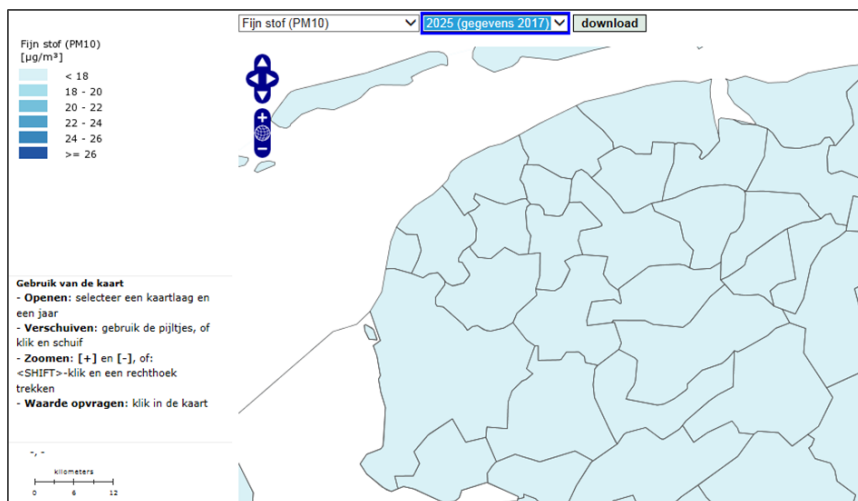 Fijn stof (PM10)
2025 (gegevens 2017)
download
Fijn stof (PM10)
[µg/m³]
< 18
18 - 20
20 - 22
22 - 24
24 - 26
>= 26
Gebruik van de kaart
- Openen: selecteer een kaartlaag en
een jaar
- Verschuiven: gebruik de pijltjes, of
klik en schuif
- Zoomen: [+] en [-], of:
<SHIFT>-klik en een rechthoek
trekken
- Waarde opvragen: klik in de kaart
-, -
kilometers
0 6 12